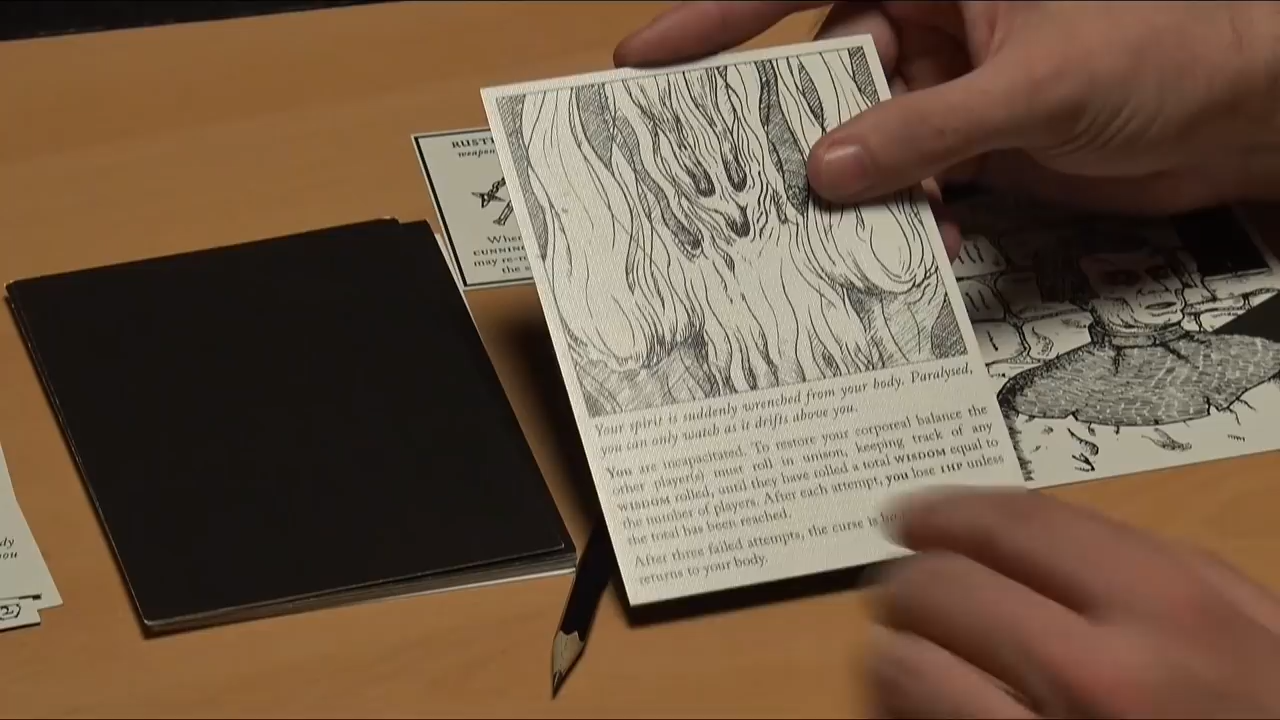 RUST
weapon
Whe
CUNNING
may re-r
the s
Your spirit is suddenly wrenched from your body. Paralysed,
you can only watch as it drifts above you.
You are incapacitated. To restore your corporeal balance the
other player(s) must roll in unison, keeping track of any
WISDOM rolled, until they have rolled a total WISDOM equal to
the number of players. After each attempt, you lose 1HP unless
the total has been reached.
After three failed attempts, the curse is
returns to your body.
dy
ou
2